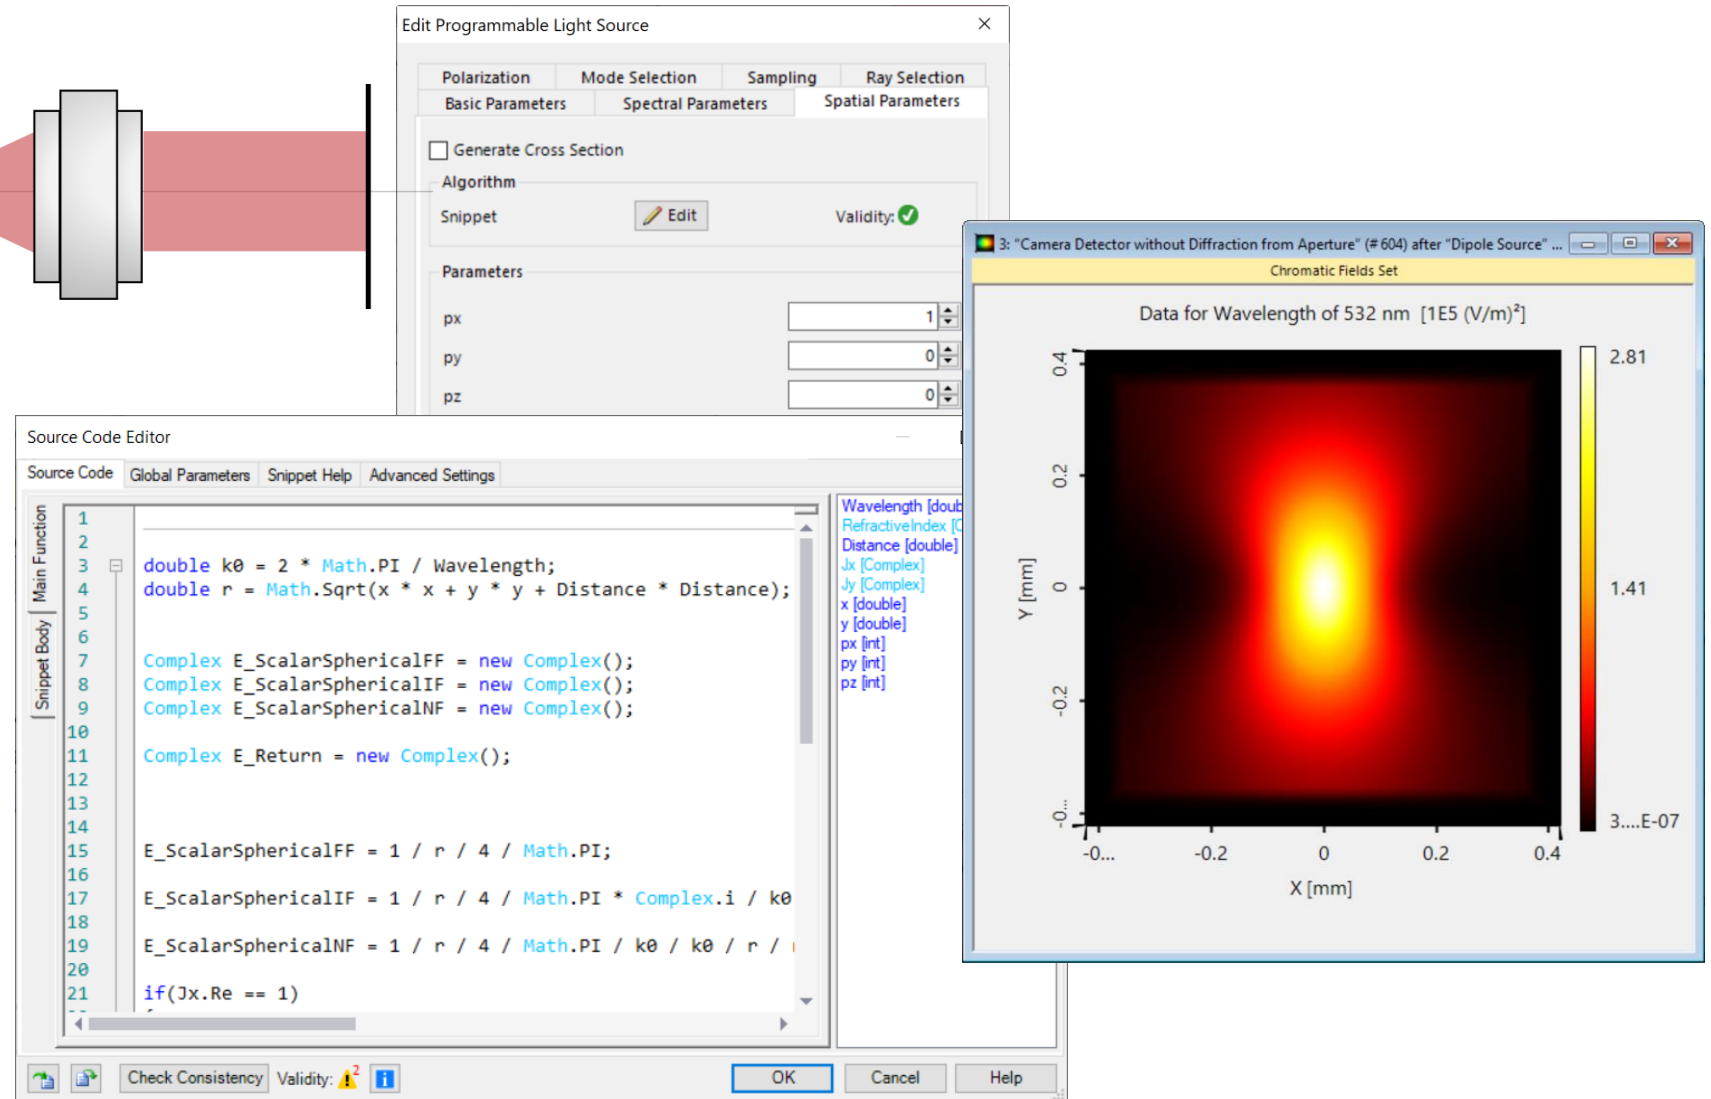 Edit Programmable Light Source
Polarization Mode Selection Sampling Ray Selection
Basic Parameters Spectral Parameters Spatial Parameters
Generate Cross Section
Algorithm
Snippet Edit Validity:
Parameters
px 1
py 0
pz 0
3: "Camera Detector without Diffraction from Aperture" (# 604) after "Dipole Source" ...
Chromatic Fields Set
Data for Wavelength of 532 nm [1E5 (V/m)²]
0.4
0.2
0
-0.2
-0...
Y [mm]
-0... -0.2 0 0.2 0.4
X [mm]
2.81
1.41
3....E-07
Source Code Editor
Source Code Global Parameters Snippet Help Advanced Settings
Main Function
Snippet Body
1
2
3 double k0 = 2 * Math.PI / Wavelength;
4 double r = Math.Sqrt(x * x + y * y + Distance * Distance);
5
6
7 Complex E_ScalarSphericalFF = new Complex();
8 Complex E_ScalarSphericalIF = new Complex();
9 Complex E_ScalarSphericalNF = new Complex();
10
11 Complex E_Return = new Complex();
12
13
14
15 E_ScalarSphericalFF = 1 / r / 4 / Math.PI;
16
17 E_ScalarSphericalIF = 1 / r / 4 / Math.PI * Complex.i / k0
18
19 E_ScalarSphericalNF = 1 / r / 4 / Math.PI / k0 / k0 / r /
20
21 if(Jx.Re == 1)
Wavelength [doub
RefractiveIndex [C
Distance [double]
Jx [Complex]
Jy [Complex]
x [double]
y [double]
px [int]
py [int]
pz [int]
Check Consistency Validity: 2 OK Cancel Help